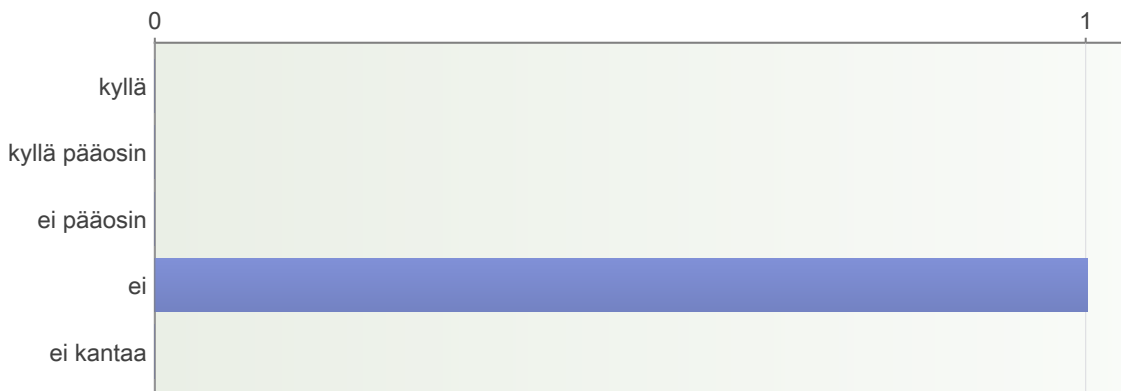 0 1
kyllä
kyllä pääosin
ei pääosin
ei
ei kantaa